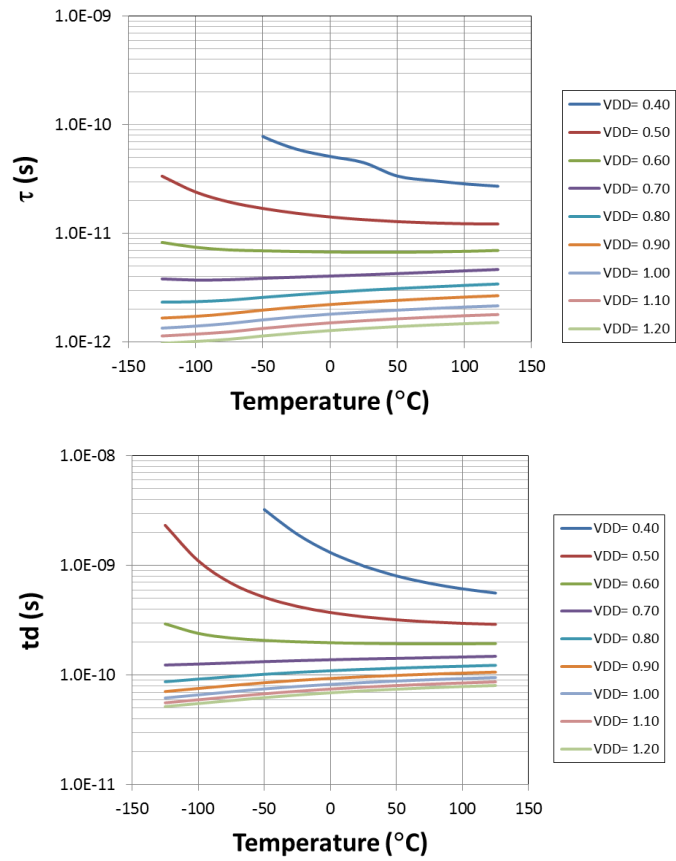 1.0E-09
1.0E-10
1.0E-11
1.0E-12
τ (s)
-150 -100 -50 0 50 100 150
Temperature (°C)
VDD= 0.40
VDD= 0.50
VDD= 0.60
VDD= 0.70
VDD= 0.80
VDD= 0.90
VDD= 1.00
VDD= 1.10
VDD= 1.20
1.0E-08
1.0E-09
1.0E-10
1.0E-11
td (s)
-150 -100 -50 0 50 100 150
Temperature (°C)
VDD= 0.40
VDD= 0.50
VDD= 0.60
VDD= 0.70
VDD= 0.80
VDD= 0.90
VDD= 1.00
VDD= 1.10
VDD= 1.20